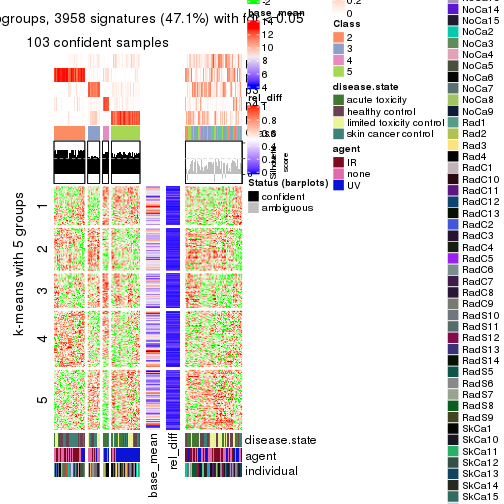 ogroups, 3958 signatures (47.1%) with fdr < 0.05
103 confident samples
k-means with 5 groups
1
2
3
4
5
base_mean
rel_diff
disease.state
agent
individual
-2
base_mean
14
12
10
8
6
4
rel_diff
1
0.8
0.6
0.4
0.2
0
Silhouette
score
Status (barplots)
confident
ambiguous
0.2
0
Class
2
3
4
5
disease.state
acute toxicity
healthy control
limited toxicity control
skin cancer control
agent
IR
none
UV
NoCa14
NoCa15
NoCa2
NoCa3
NoCa4
NoCa5
NoCa6
NoCa7
NoCa8
NoCa9
Rad1
Rad2
Rad3
Rad4
RadC1
RadC10
RadC11
RadC12
RadC13
RadC2
RadC3
RadC4
RadC5
RadC6
RadC7
RadC8
RadC9
RadS10
RadS11
RadS12
RadS13
RadS14
RadS5
RadS6
RadS7
RadS8
RadS9
SkCa1
SkCa10
SkCa11
SkCa12
SkCa13
SkCa14
SkCa15